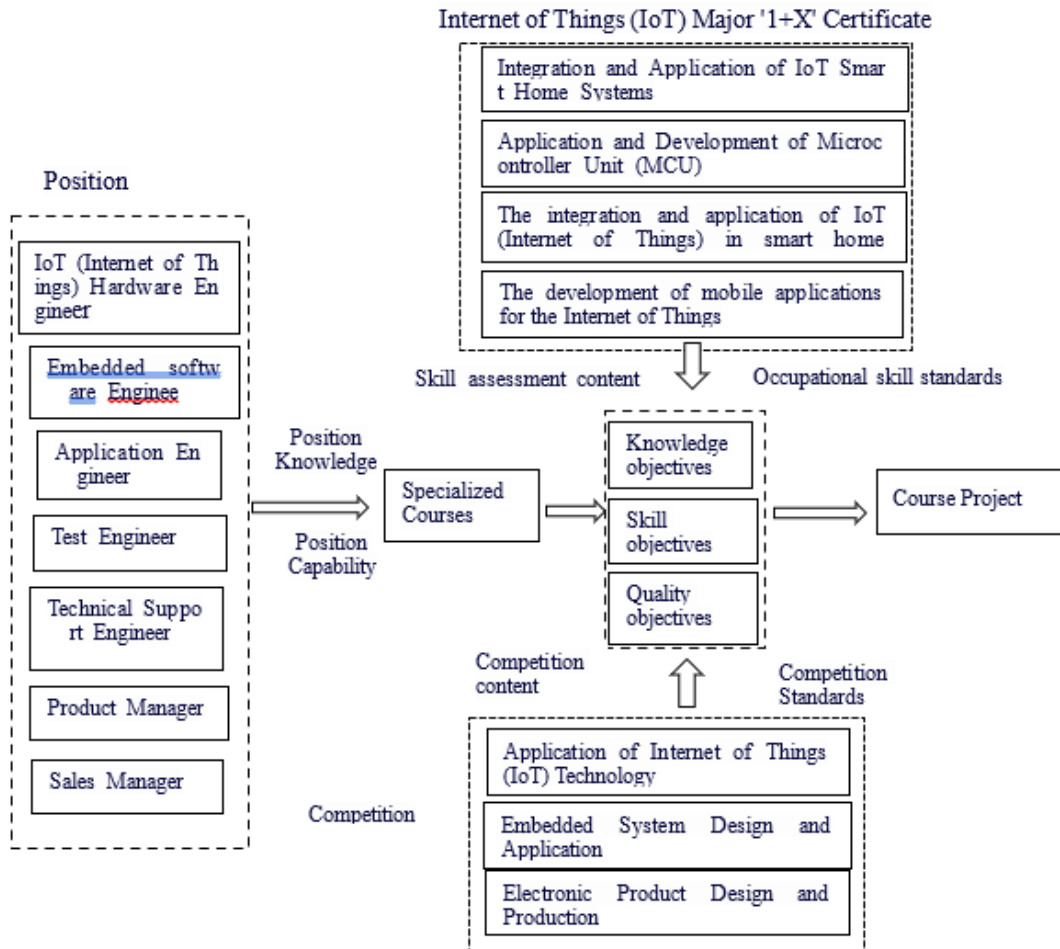 Internet of Things (IoT) Major '1+X' Certificate
Integration and Application of IoT Smar
t Home Systems
Application and Development of Microc
ontroller Unit (MCU)
The integration and application of IoT
(Internet of Things) in smart home
The development of mobile applications
for the Internet of Things
Skill assessment content
Occupational skill standards
Position
IoT (Internet of Th
ings) Hardware En
gineer
Embedded softw
are Enginee
Application En
gineer
Test Engineer
Technical Suppo
rt Engineer
Product Manager
Sales Manager
Position
Knowledge
Position
Capability
Specialized
Courses
Knowledge
objectives
Skill
objectives
Quality
objectives
Course Project
Competition
content
Competition
Standards
Competition
Application of Internet of Things
(IoT) Technology
Embedded System Design and
Application
Electronic Product Design and
Production